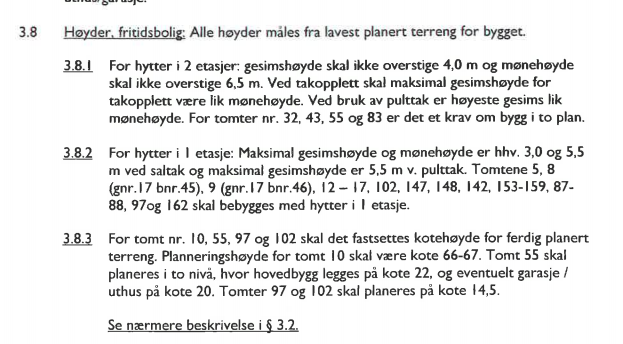 3.8 Høyder, fritidsbolig: Alle høyder måles fra lavest planert terreng for bygget.
3.8.1 For hytter i 2 etasjer: gesimshøyde skal ikke overstige 4,0 m og mønehøyde
skal ikke overstige 6,5 m. Ved takopplett skal maksimal gesimshøyde for
takopplett være lik mønehøyde. Ved bruk av pulttak er høyeste gesims lik
mønehøyde. For tomter nr. 32, 43, 55 og 83 er det et krav om bygg i to plan.
3.8.2 For hytter i 1 etasje: Maksimal gesimshøyde og mønehøyde er hhv. 3,0 og 5,5
m ved saltak og maksimal gesimshøyde er 5,5 m v. pulttak. Tomtene 5, 8
(gnr.17 bnr.45), 9 (gnr.17 bnr.46), 12 – 17, 102, 147, 148, 142, 153-159, 87-
88, 97og 162 skal bebygges med hytter i 1 etasje.
3.8.3 For tomt nr. 10, 55, 97 og 102 skal det fastsettes kotehøyde for ferdig planert
terreng. Planneringshøyde for tomt 10 skal være kote 66-67. Tomt 55 skal
planeres i to nivå, hvor hovedbygg legges på kote 22, og eventuelt garasje /
uthus på kote 20. Tomter 97 og 102 skal planeres på kote 14,5.
Se nærmere beskrivelse i § 3.2.